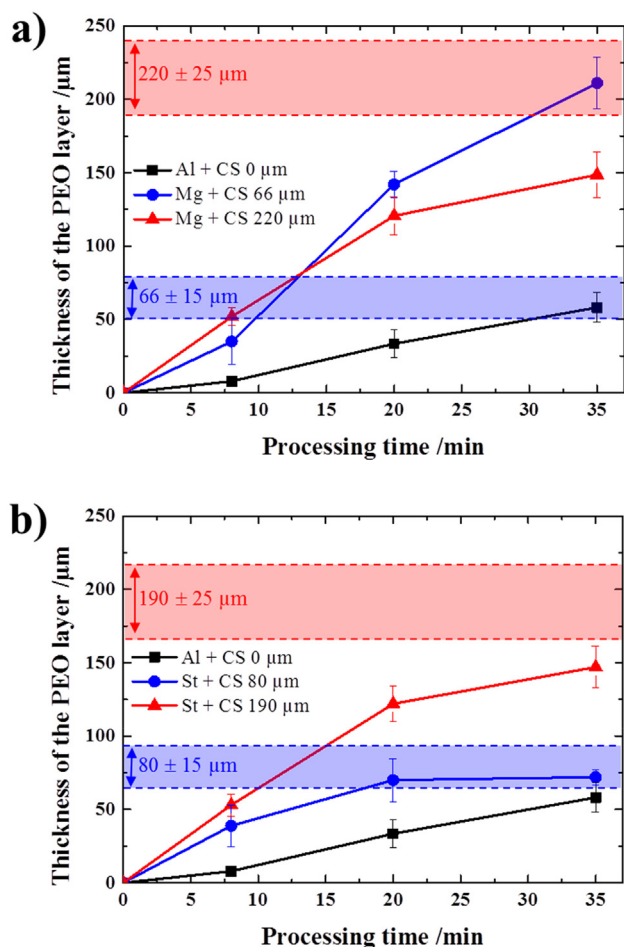 a)
Thickness of the PEO layer /µm
250
200
150
100
50
0
220 ± 25 µm
Al + CS 0 µm
Mg + CS 66 µm
Mg + CS 220 µm
66 ± 15 µm
0 5 10 15 20 25 30 35
Processing time /min
b)
Thickness of the PEO layer /µm
250
200
150
100
50
0
190 ± 25 µm
Al + CS 0 µm
St + CS 80 µm
St + CS 190 µm
80 ± 15 µm
0 5 10 15 20 25 30 35
Processing time /min